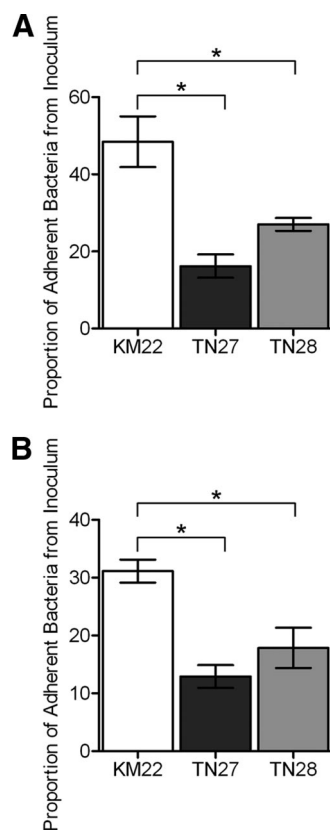 A
Proportion of Adherent Bacteria from Inoculum
*
*
60
40
20
0
KM22 TN27 TN28
B
Proportion of Adherent Bacteria from Inoculum
*
*
40
30
20
10
0
KM22 TN27 TN28